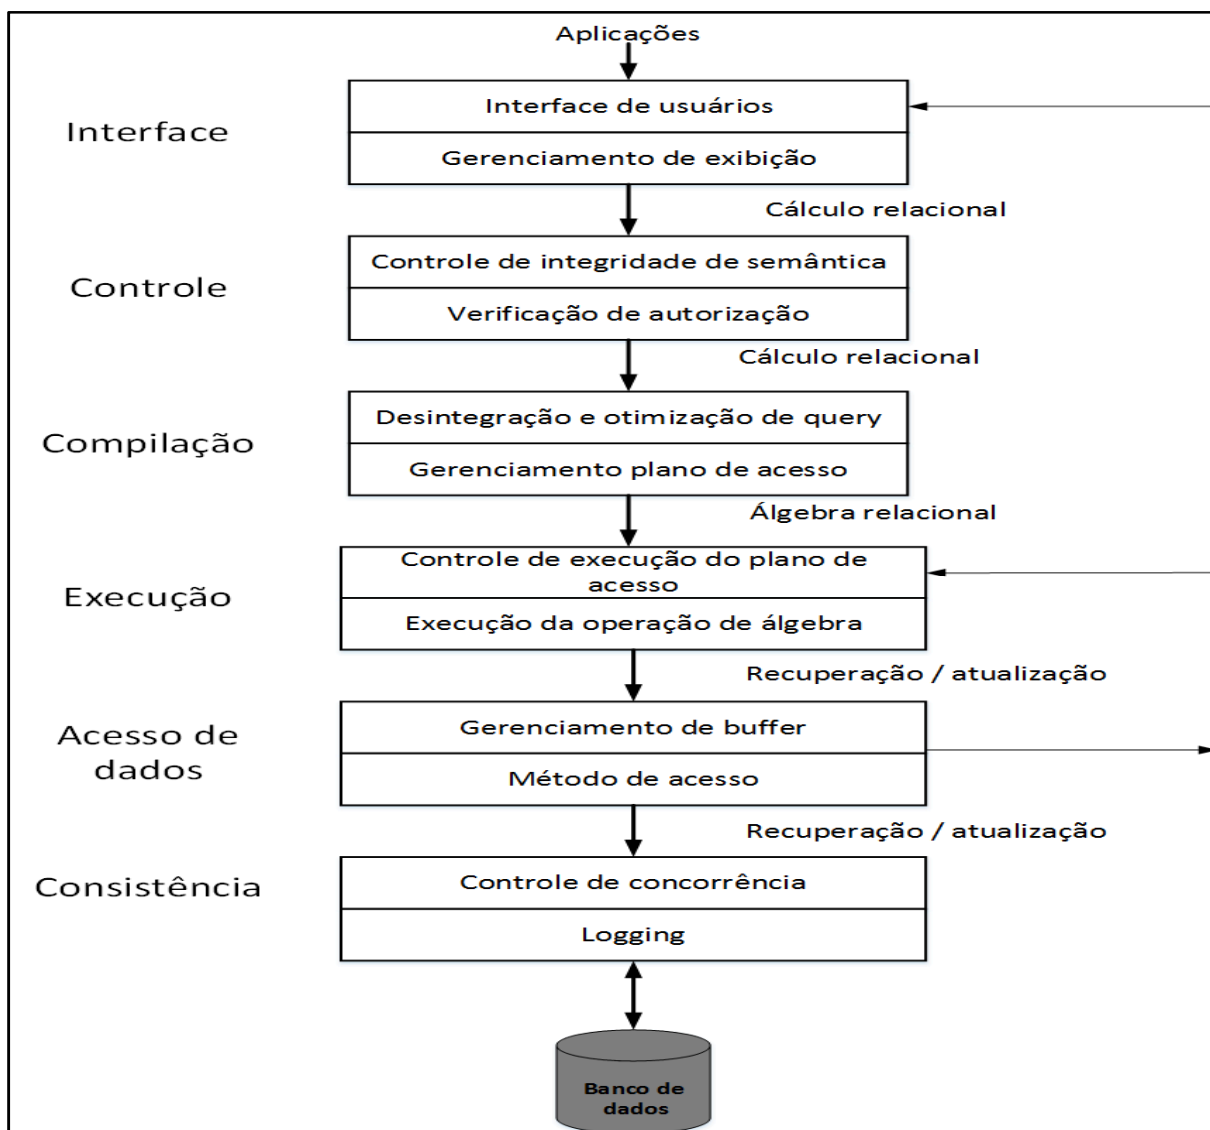 Aplicações
Interface
Interface de usuários
Gerenciamento de exibição
Cálculo relacional
Controle
Controle de integridade de semântica
Verificação de autorização
Cálculo relacional
Compilação
Desintegração e otimização de query
Gerenciamento plano de acesso
Álgebra relacional
Execução
Controle de execução do plano de
acesso
Execução da operação de álgebra
Recuperação / atualização
Acesso de
dados
Gerenciamento de buffer
Método de acesso
Recuperação / atualização
Consistência
Controle de concorrência
Logging
Banco de
dados